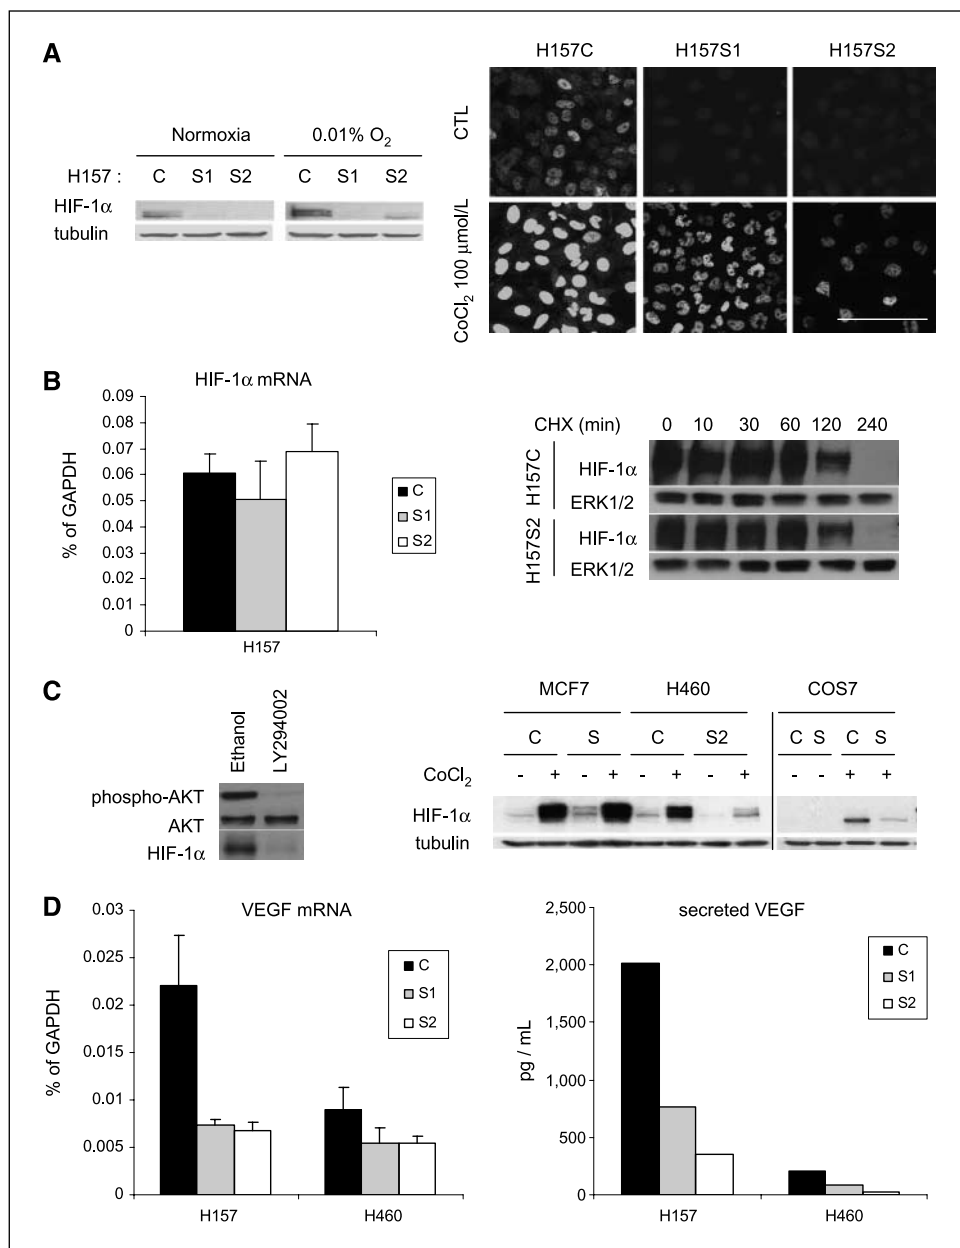 A
H157C H157S1 H157S2
CTL
CoCl2 100 μmol/L
Normoxia 0.01% O2
H157 : C S1 S2 C S1 S2
HIF-1α
tubulin
B
HIF-1α mRNA
% of GAPDH
0.09
0.08
0.07
0.06
0.05
0.04
0.03
0.02
0.01
0
H157
C
S1
S2
CHX (min) 0 10 30 60 120 240
H157C
HIF-1α
ERK1/2
H157S2
HIF-1α
ERK1/2
C
Ethanol
LY294002
phospho-AKT
AKT
HIF-1α
MCF7 H460 COS7
C S C S2 C S C S
CoCl2 - + - + - + - + - - + +
HIF-1α
tubulin
D
VEGF mRNA
% of GAPDH
0.03
0.025
0.02
0.015
0.01
0.005
0
H157 H460
C
S1
S2
secreted VEGF
pg / mL
2,500
2,000
1,500
1,000
500
0
H157 H460
C
S1
S2